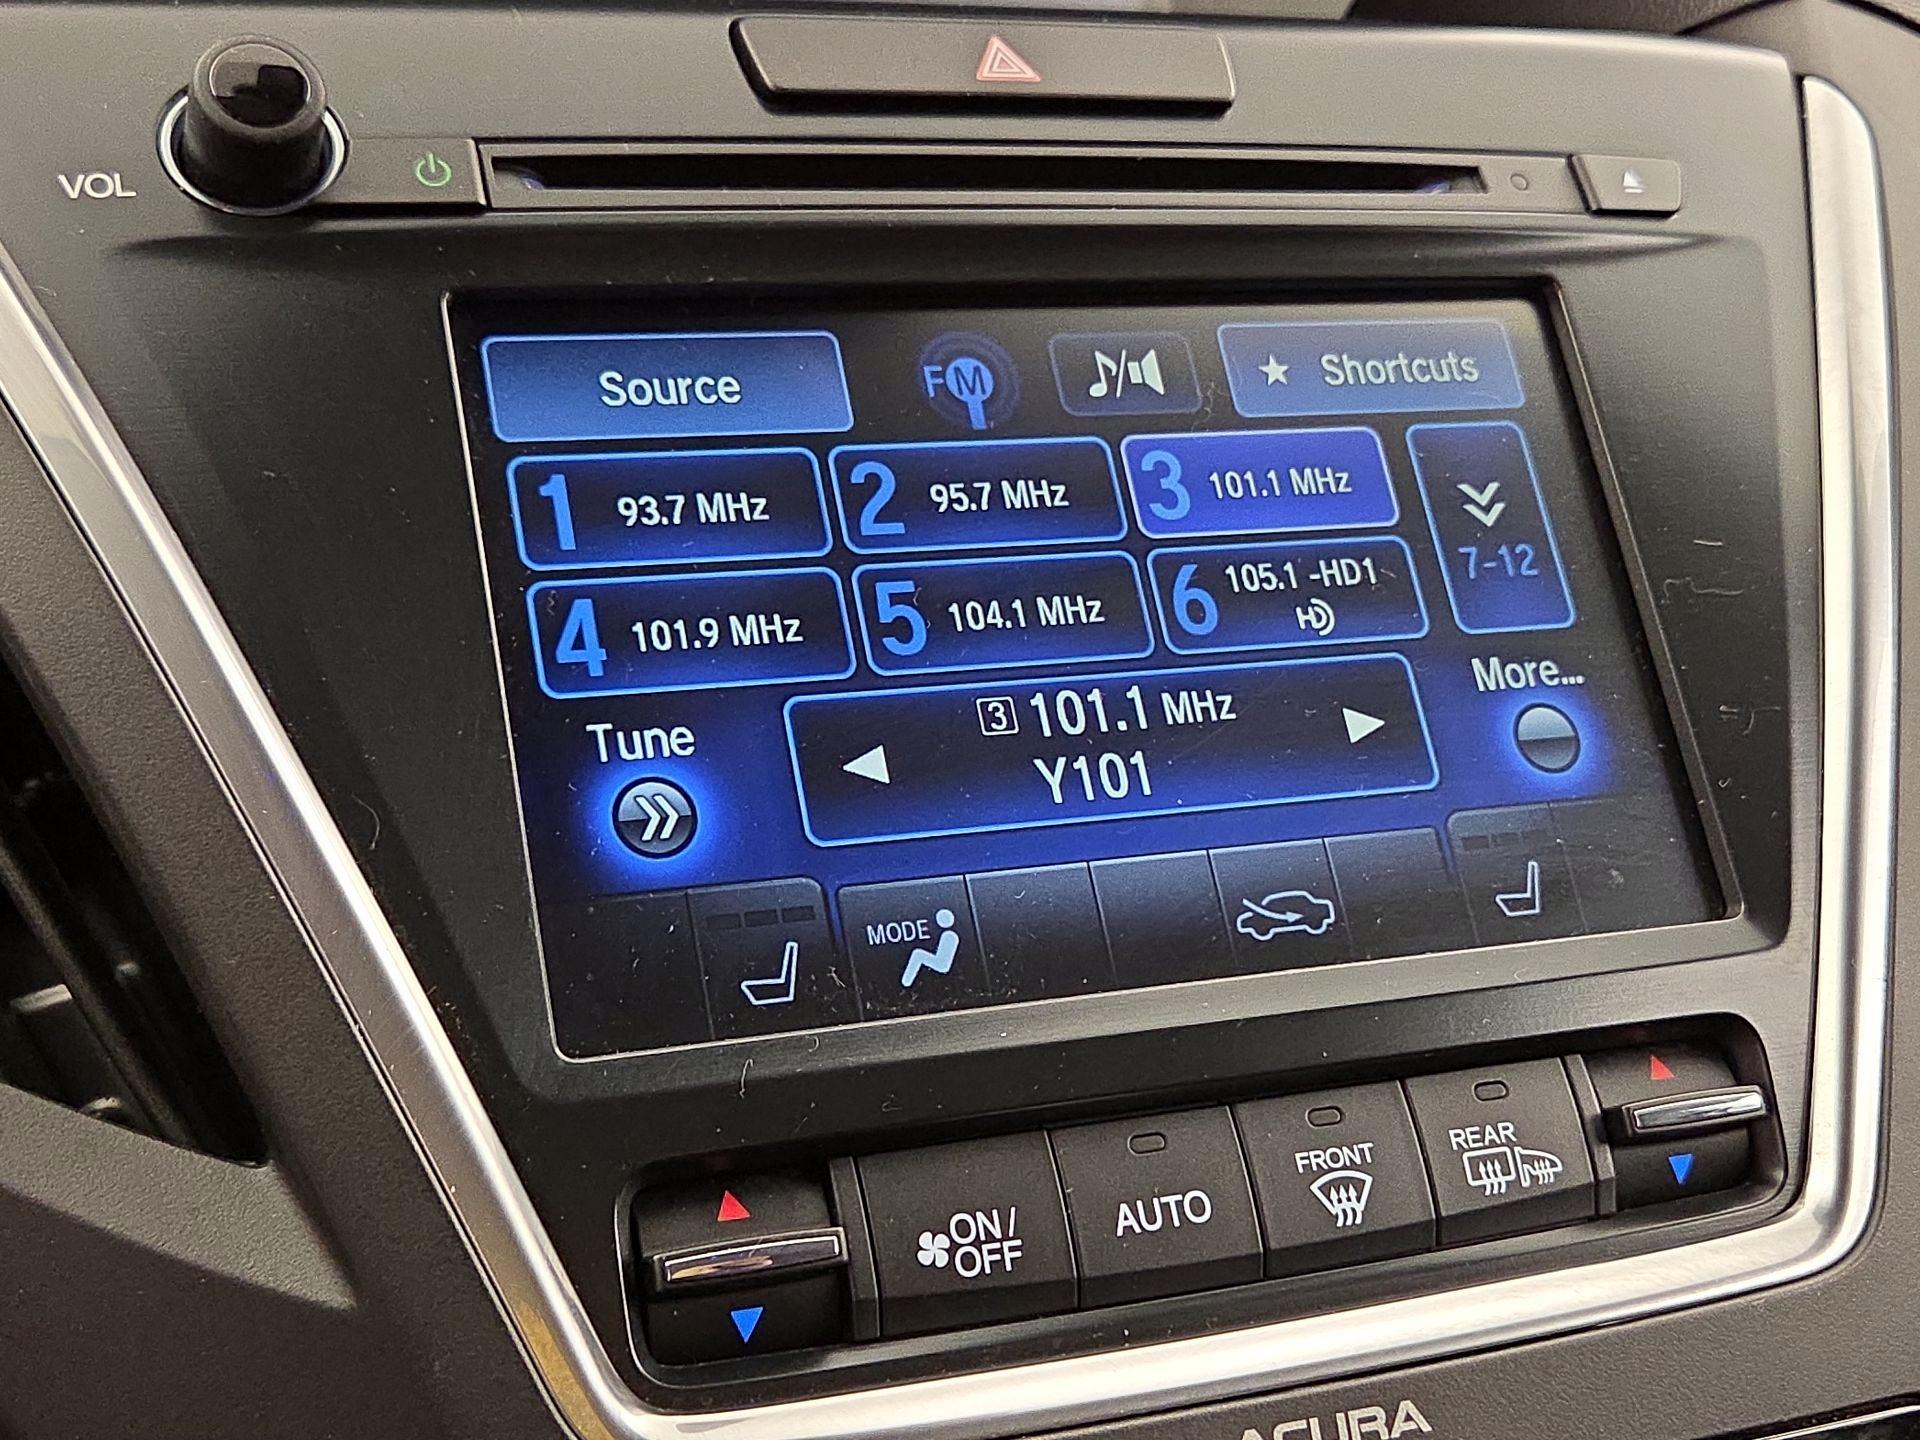 VOL
Source
FM
Shortcuts
1 93.7 MHz
2 95.7 MHz
3 101.1 MHz
7-12
4 101.9 MHz
5 104.1 MHz
6 105.1 -HD1
HD
Tune
3 101.1 MHz
Y101
More...
MODE
ON/
OFF
AUTO
FRONT
REAR
ACURA